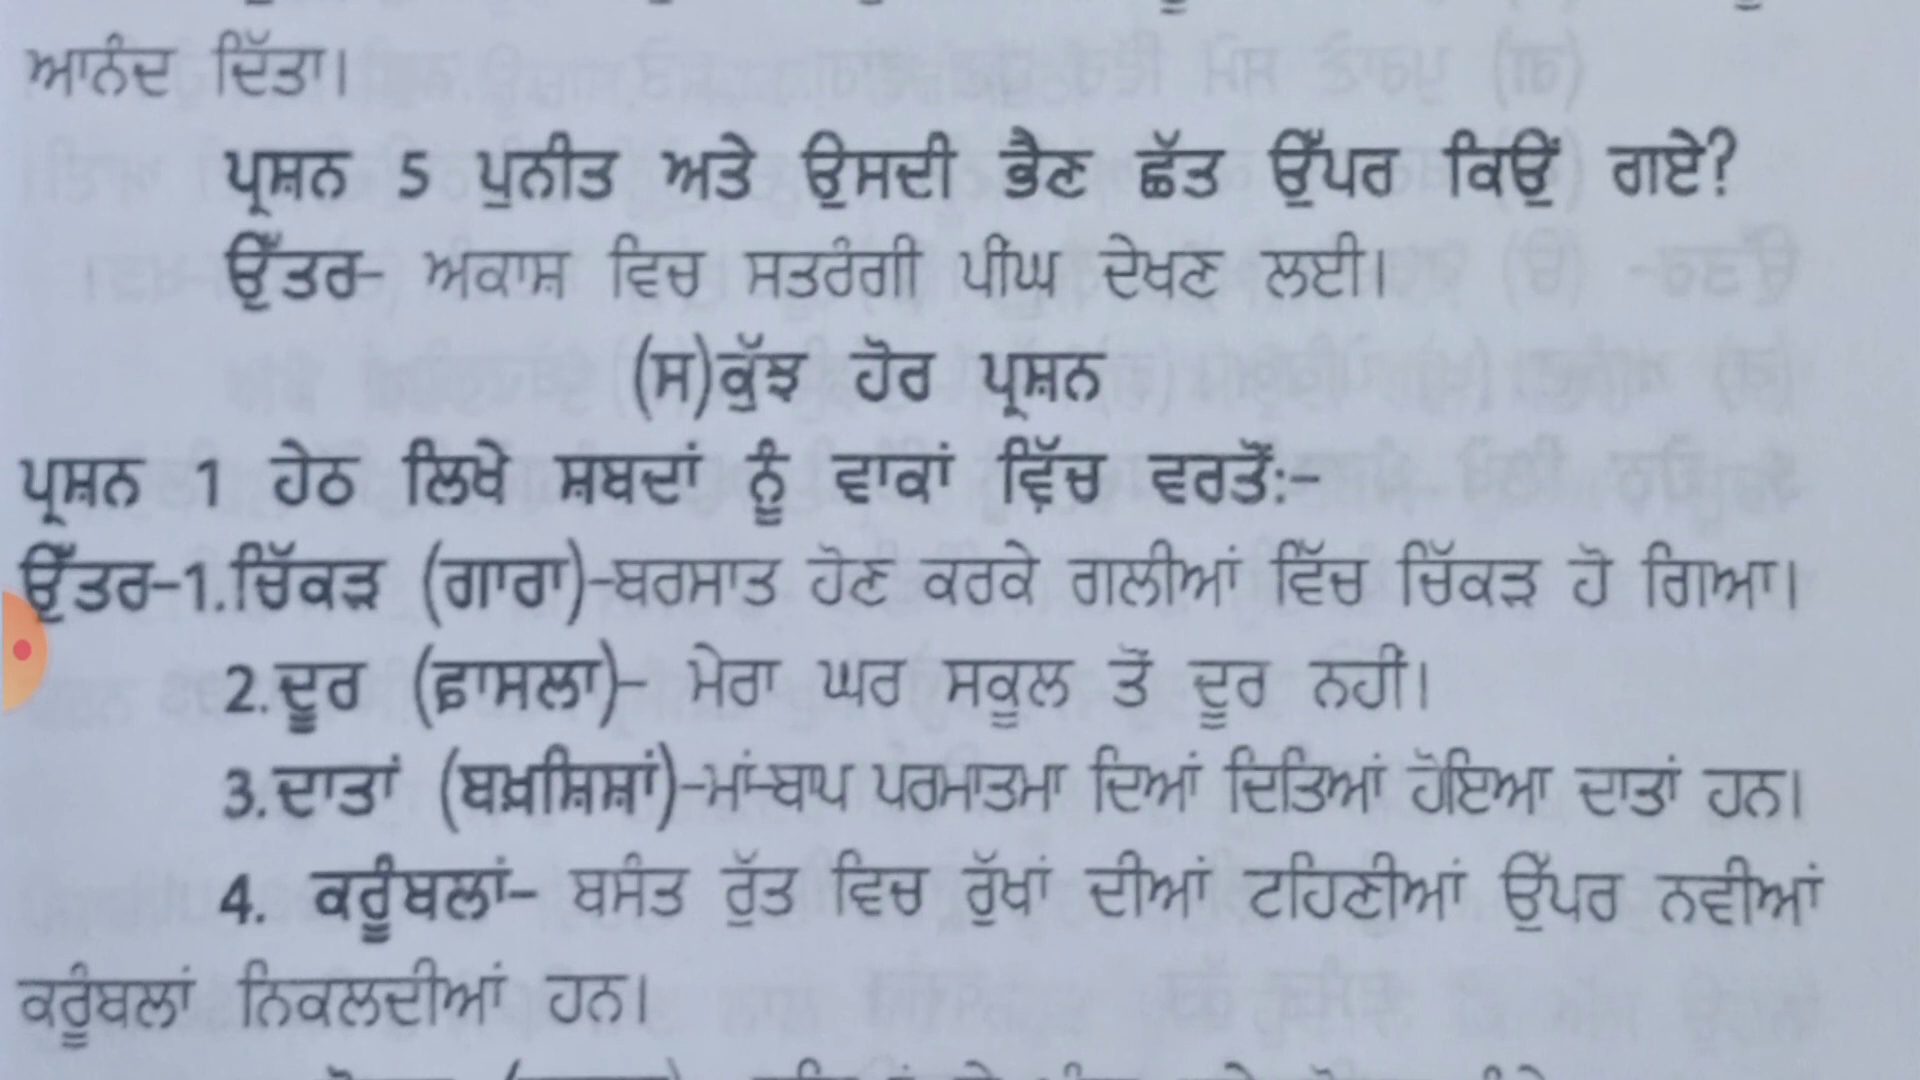 ਆਨੰਦ ਦਿੱਤਾ।
ਪ੍ਰਸ਼ਨ 5 ਪੁਨੀਤ ਅਤੇ ਉਸਦੀ ਭੈਣ ਛੱਤ ਉੱਪਰ ਕਿਉਂ ਗਏ?
ਉੱਤਰ- ਅਕਾਸ਼ ਵਿਚ ਸਤਰੰਗੀ ਪੀਂਘ ਦੇਖਣ ਲਈ।
(ਸ)ਕੁੱਝ ਹੋਰ ਪ੍ਰਸ਼ਨ
ਪ੍ਰਸ਼ਨ 1 ਹੇਠ ਲਿਖੇ ਸ਼ਬਦਾਂ ਨੂੰ ਵਾਕਾਂ ਵਿੱਚ ਵਰਤੋਂ:-
ਉੱਤਰ-1.ਚਿੱਕੜ (ਗਾਰਾ)-ਬਰਸਾਤ ਹੋਣ ਕਰਕੇ ਗਲੀਆਂ ਵਿੱਚ ਚਿੱਕੜ ਹੋ ਗਿਆ।
2.ਦੂਰ (ਫ਼ਾਸਲਾ)- ਮੇਰਾ ਘਰ ਸਕੂਲ ਤੋਂ ਦੂਰ ਨਹੀਂ।
3.ਦਾਤਾਂ (ਬਖ਼ਸ਼ਿਸ਼ਾਂ)-ਮਾਂ-ਬਾਪ ਪਰਮਾਤਮਾ ਦਿਆਂ ਦਿਤਿਆਂ ਹੋਇਆ ਦਾਤਾਂ ਹਨ।
4. ਕਰੂੰਬਲਾਂ- ਬਸੰਤ ਰੁੱਤ ਵਿਚ ਰੁੱਖਾਂ ਦੀਆਂ ਟਹਿਣੀਆਂ ਉੱਪਰ ਨਵੀਆਂ
ਕਰੂੰਬਲਾਂ ਨਿਕਲਦੀਆਂ ਹਨ।